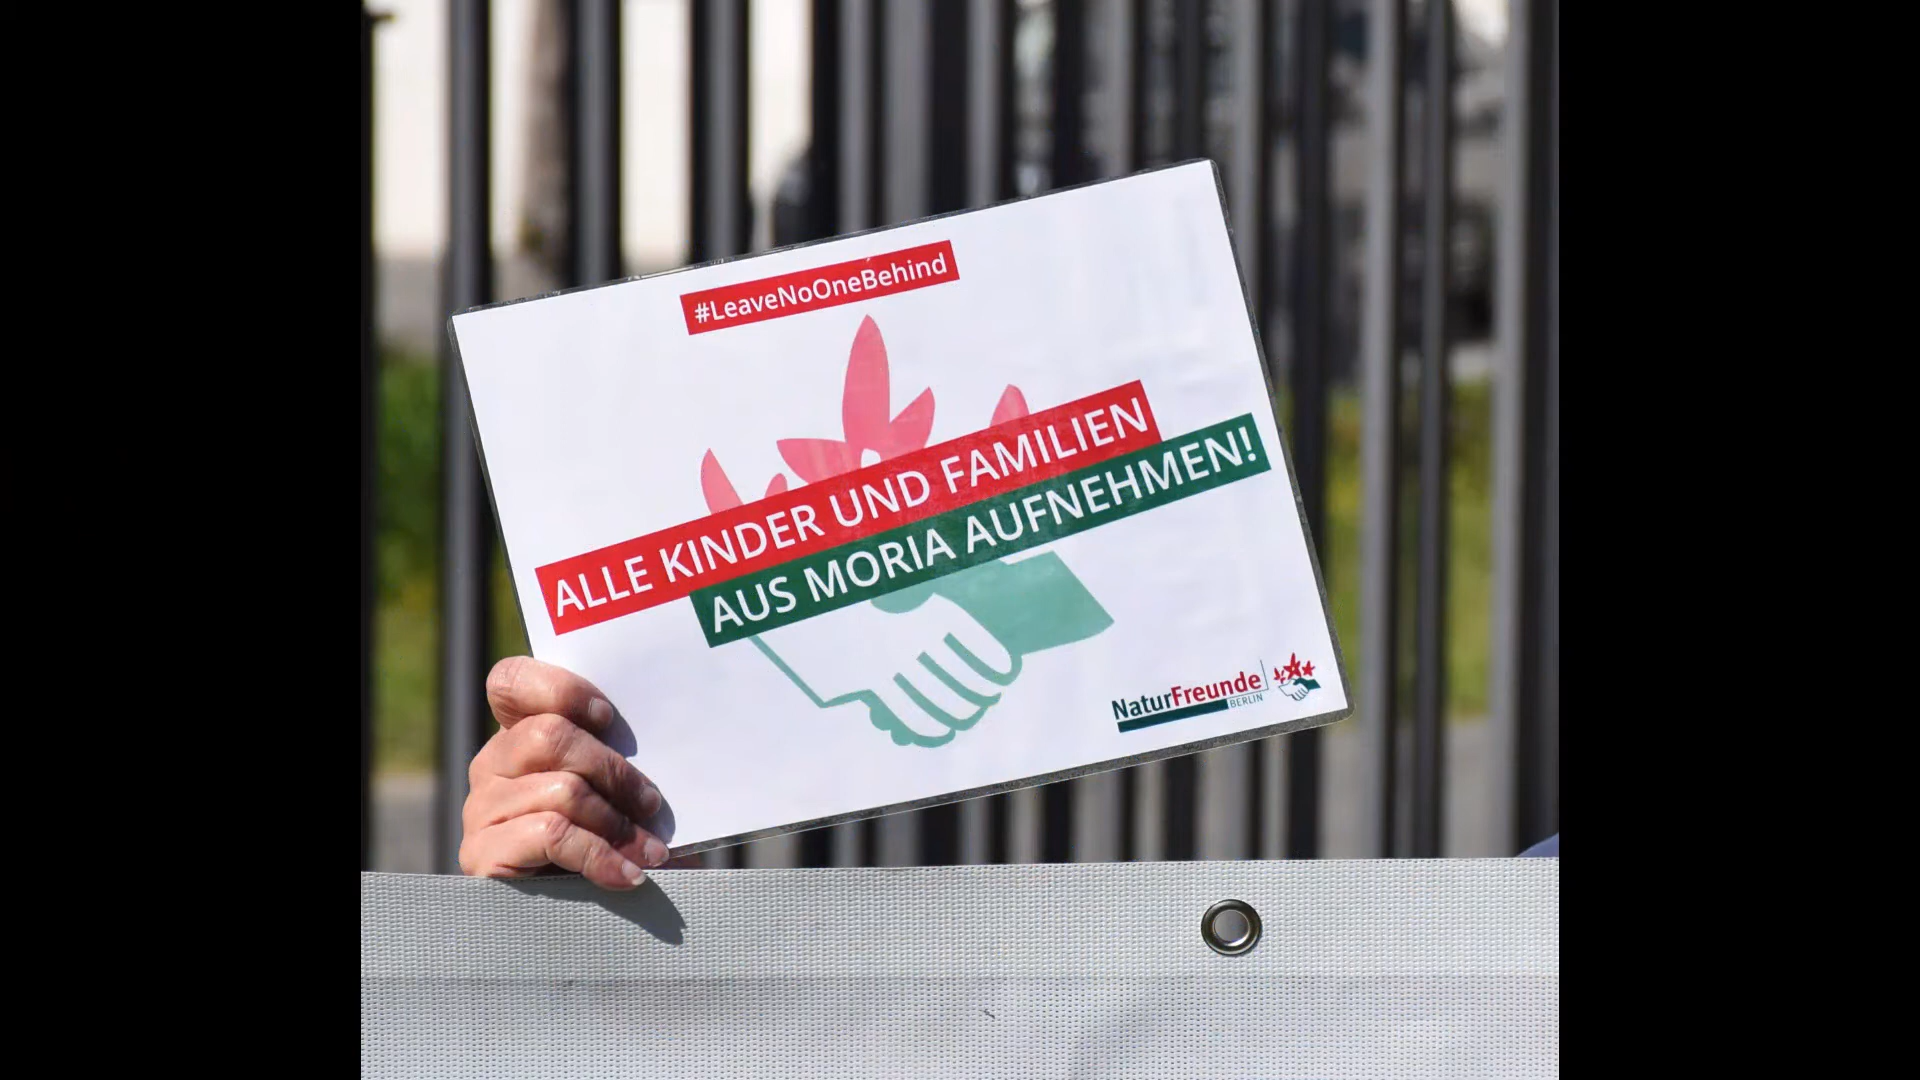 #LeaveNoOneBehind
ALLE KINDER UND FAMILIEN
AUS MORIA AUFNEHMEN!
NaturFreunde
BERLIN